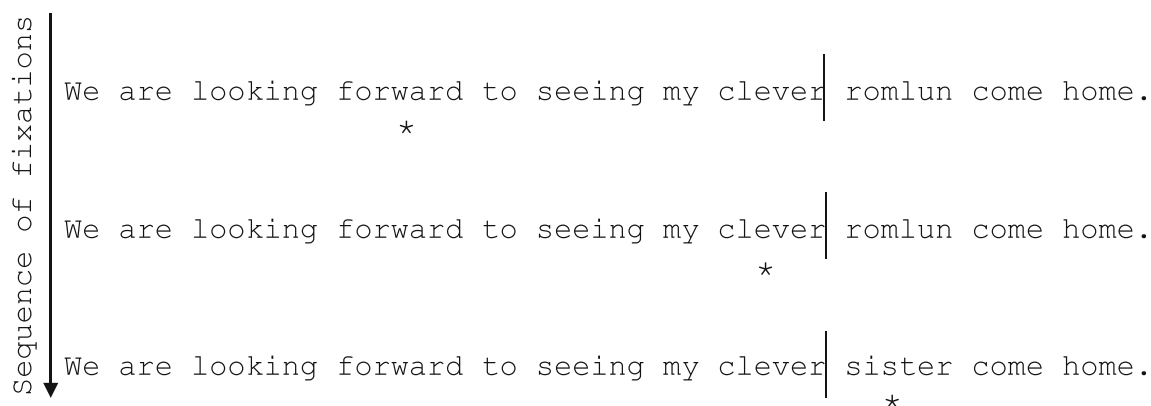 Sequence of fixations
We are looking forward to seeing my clever romlun come home.
*
We are looking forward to seeing my clever romlun come home.
*
We are looking forward to seeing my clever sister come home.
*